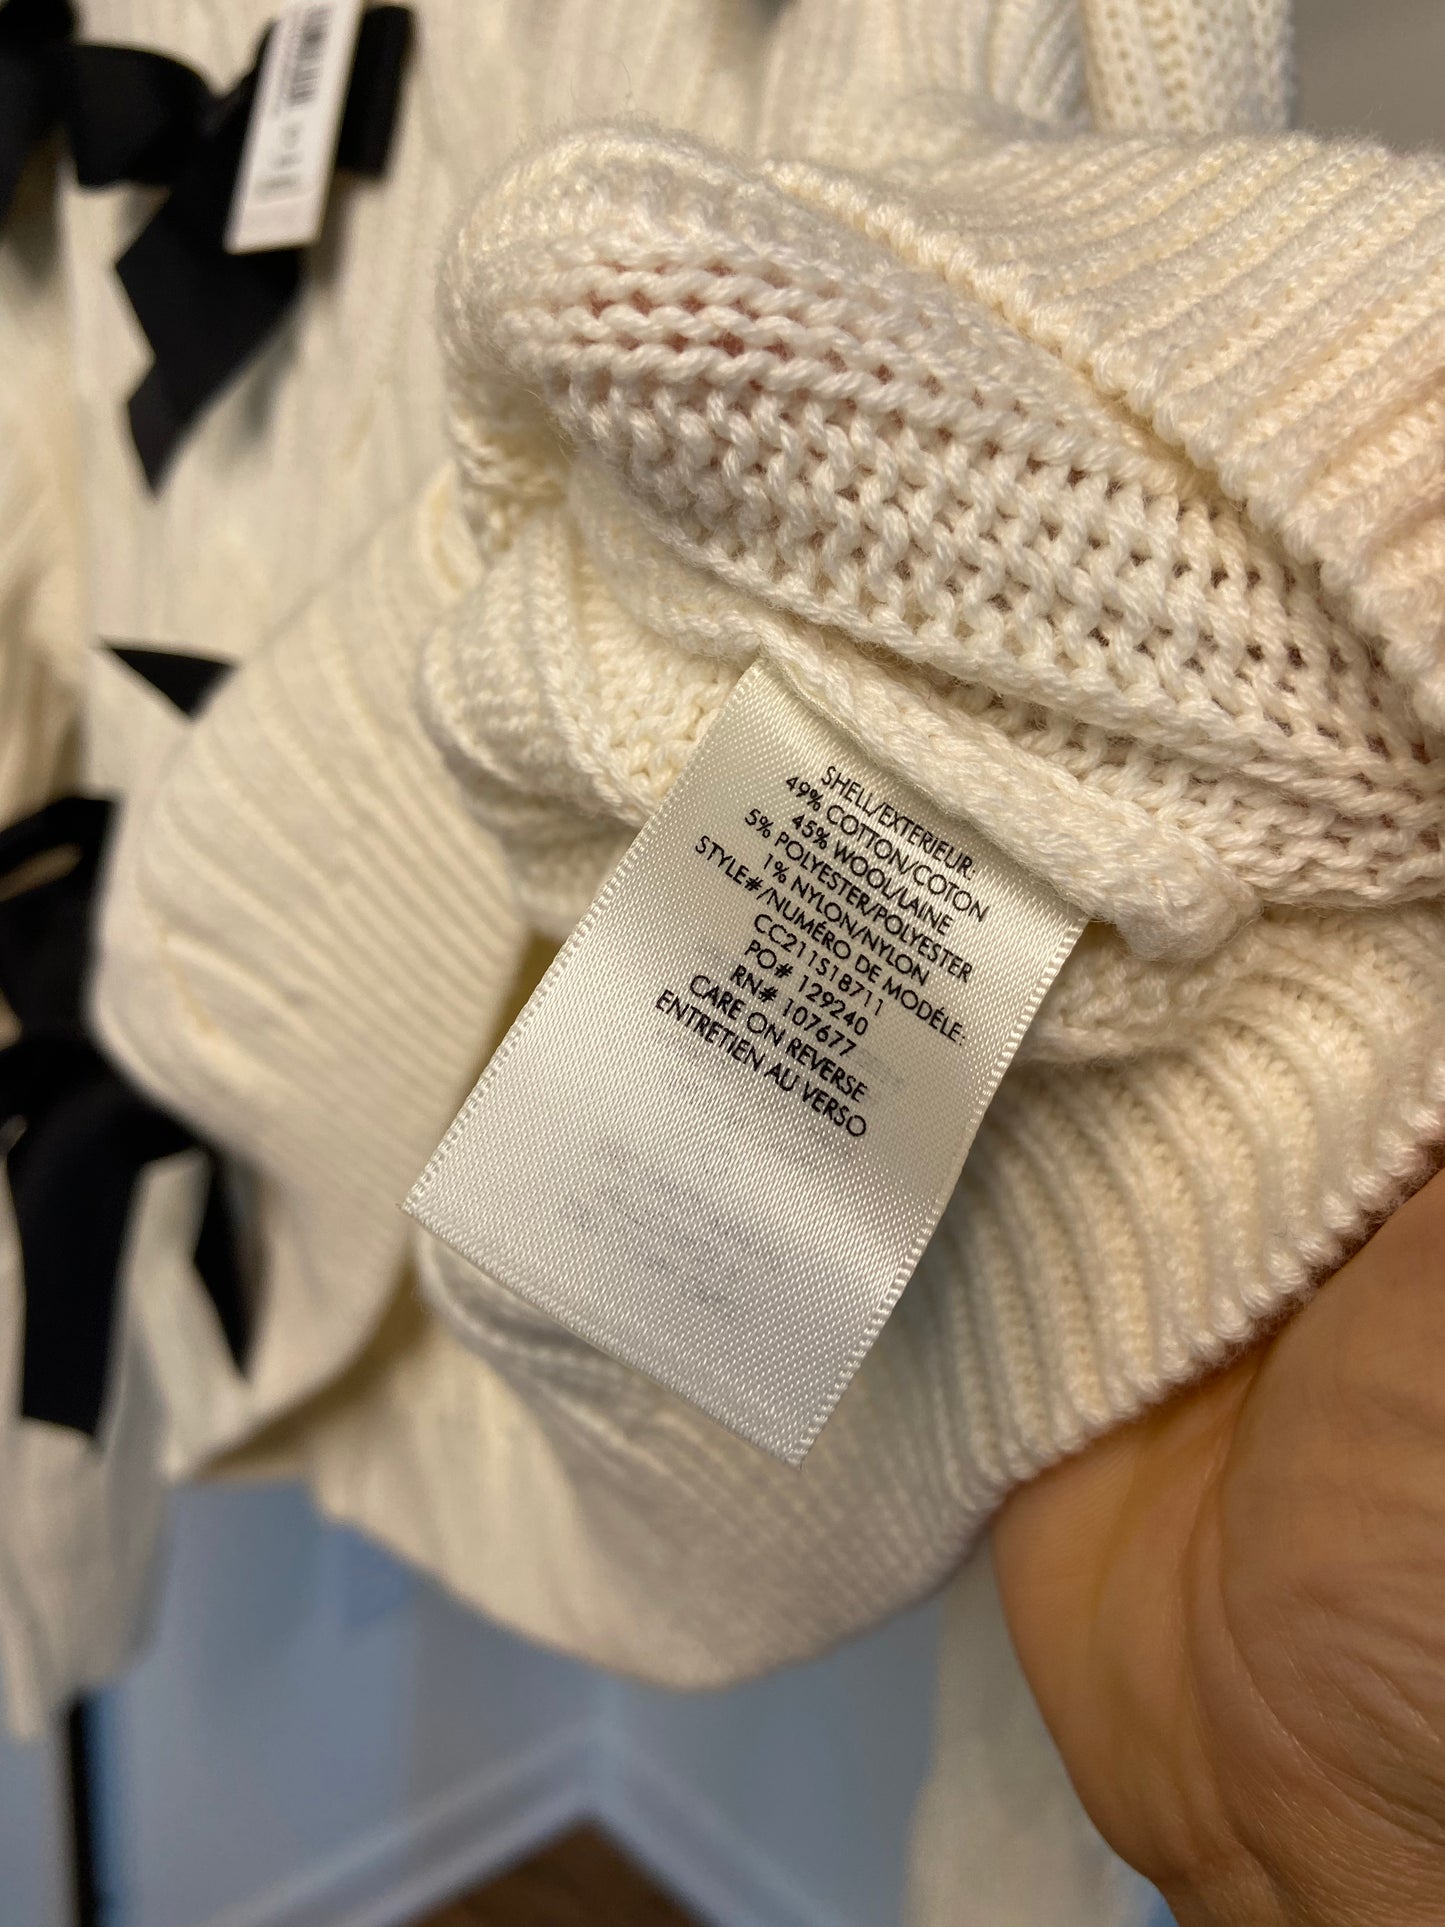 SHELL/EXTERIEUR:
49% COTTON/COTON
45% WOOL/LAINE
5% POLYESTER/POLYESTER
1% NYLON/NYLON
STYLE#/NUMÉRO DE MODÉLE:
CC211S18711
PO# 129240
RN# 107677
CARE ON REVERSE
ENTRETIEN AU VERSO